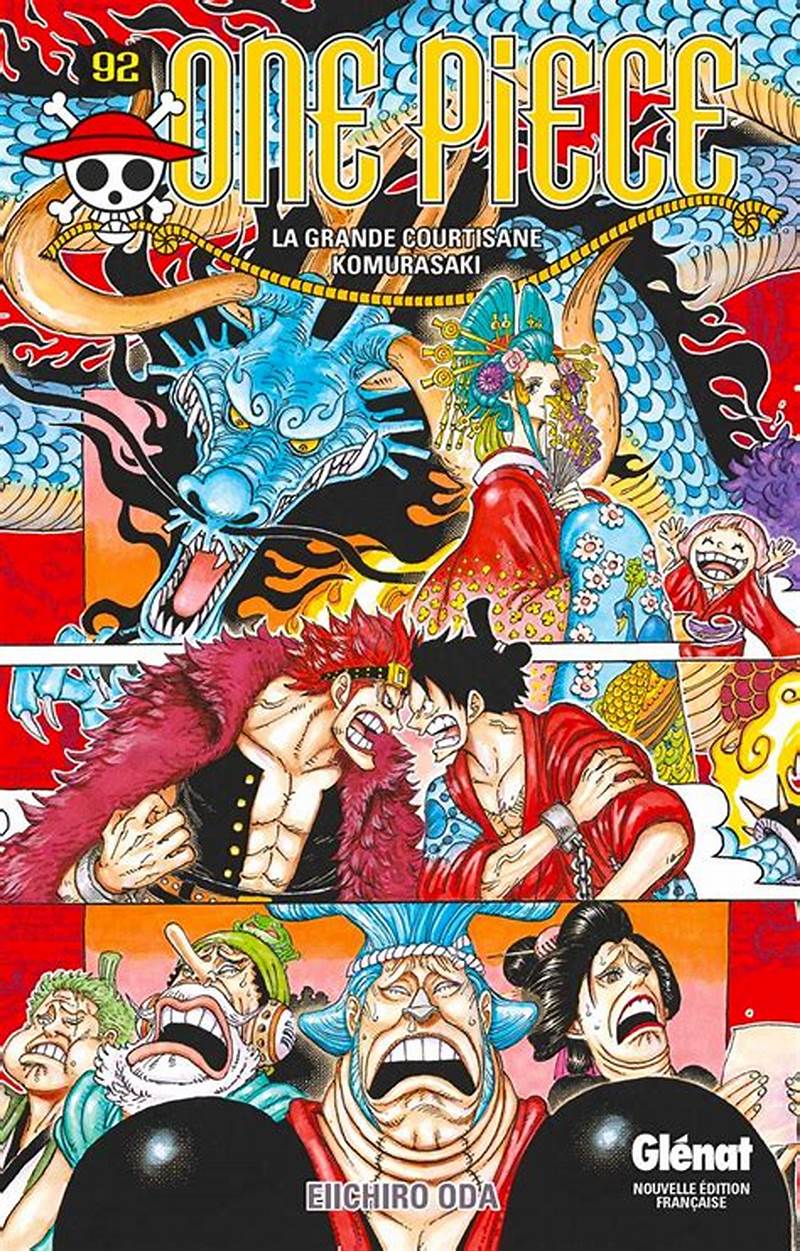 92
ONE PIECE
LA GRANDE COURTISANE
KOMURASAKI
EIICHIRO ODA
Glénat
NOUVELLE ÉDITION
FRANÇAISE